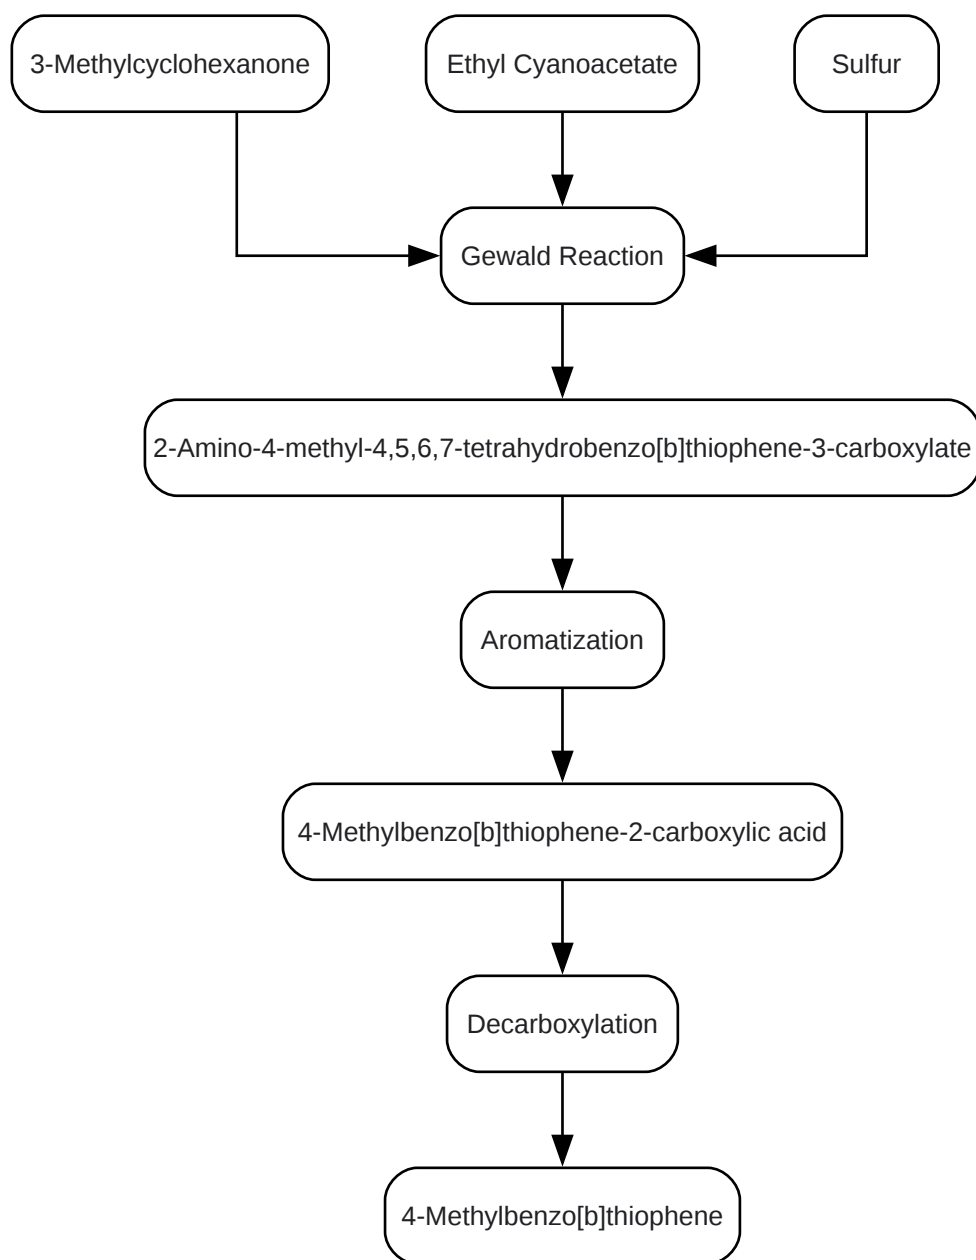 3-Methylcyclohexanone
Ethyl Cyanoacetate
Sulfur
Gewald Reaction
2-Amino-4-methyl-4,5,6,7-tetrahydrobenzo[b]thiophene-3-carboxylate
Aromatization
4-Methylbenzo[b]thiophene-2-carboxylic acid
Decarboxylation
4-Methylbenzo[b]thiophene